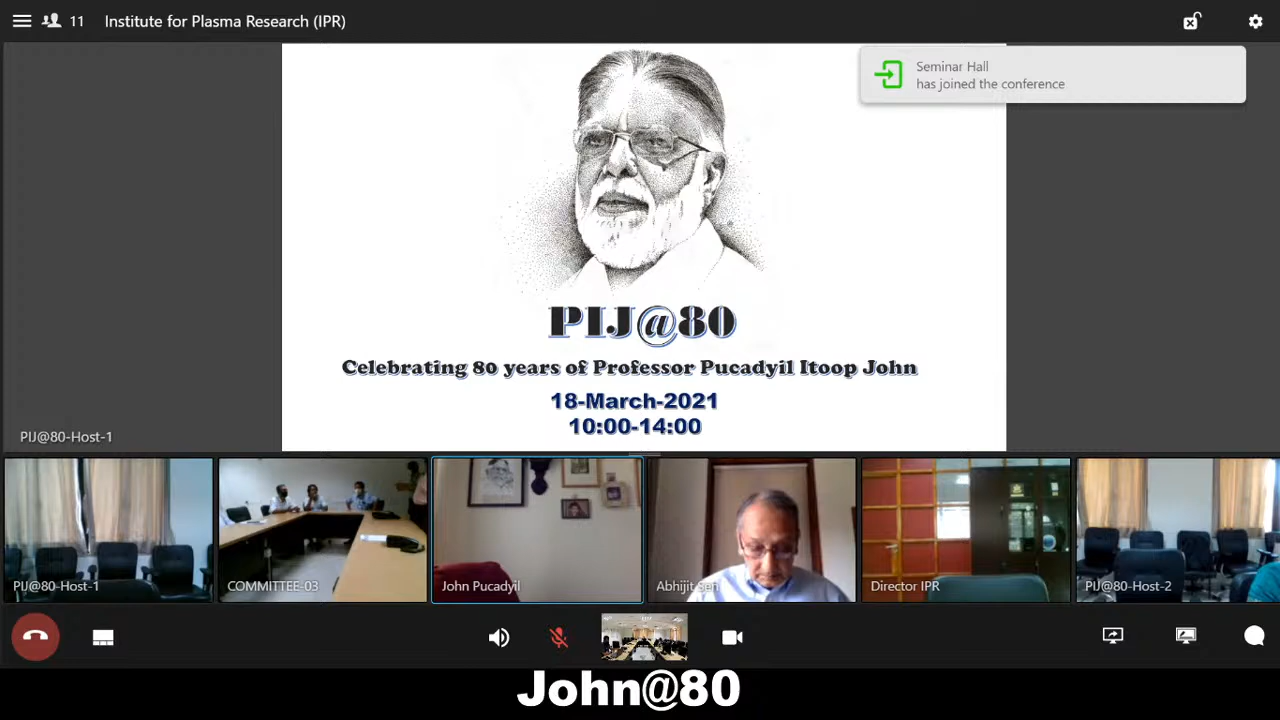 11 Institute for Plasma Research (IPR)
Seminar Hall
has joined the conference
PIJ@80
Celebrating 80 years of Professor Pucadyil Itoop John
18-March-2021
10:00-14:00
PIJ@80-Host-1
PIJ@80-Host-1
COMMITTEE-03
John Pucadyil
Abhijit Sen
Director IPR
PIJ@80-Host-2
John@80